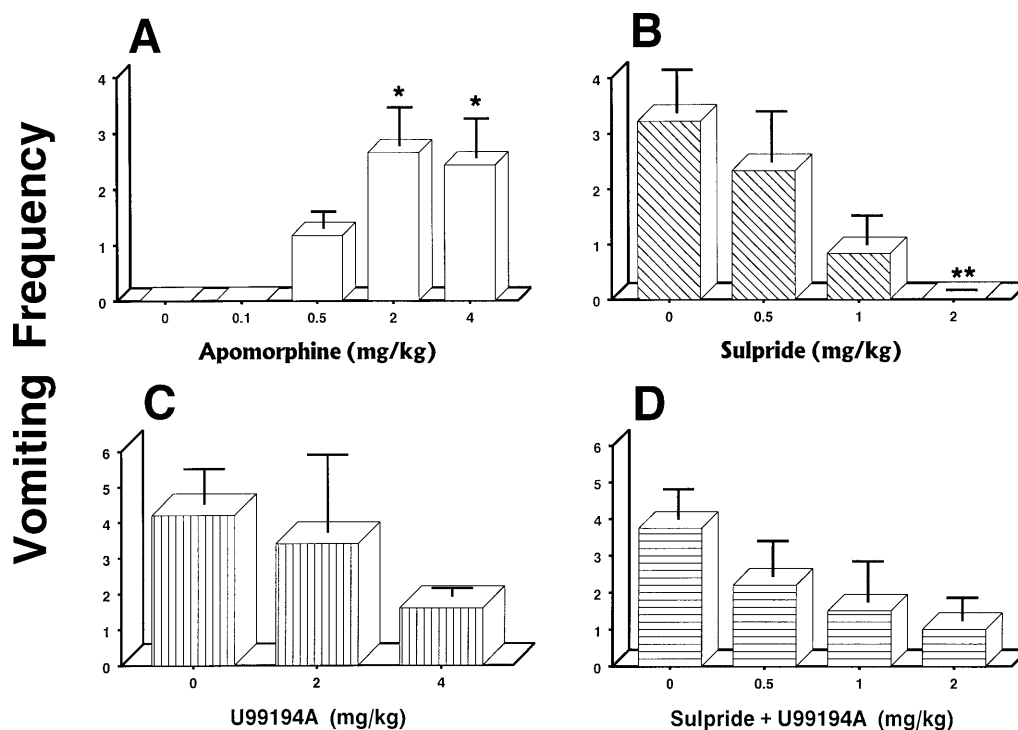 Vomiting Frequency
A
4
3
2
1
0
*
*
0 0.1 0.5 2 4
Apomorphine (mg/kg)
B
4
3
2
1
0
**
0 0.5 1 2
Sulpride (mg/kg)
C
6
5
4
3
2
1
0
0 2 4
U99194A (mg/kg)
D
6
5
4
3
2
1
0
0 0.5 1 2
Sulpride + U99194A (mg/kg)